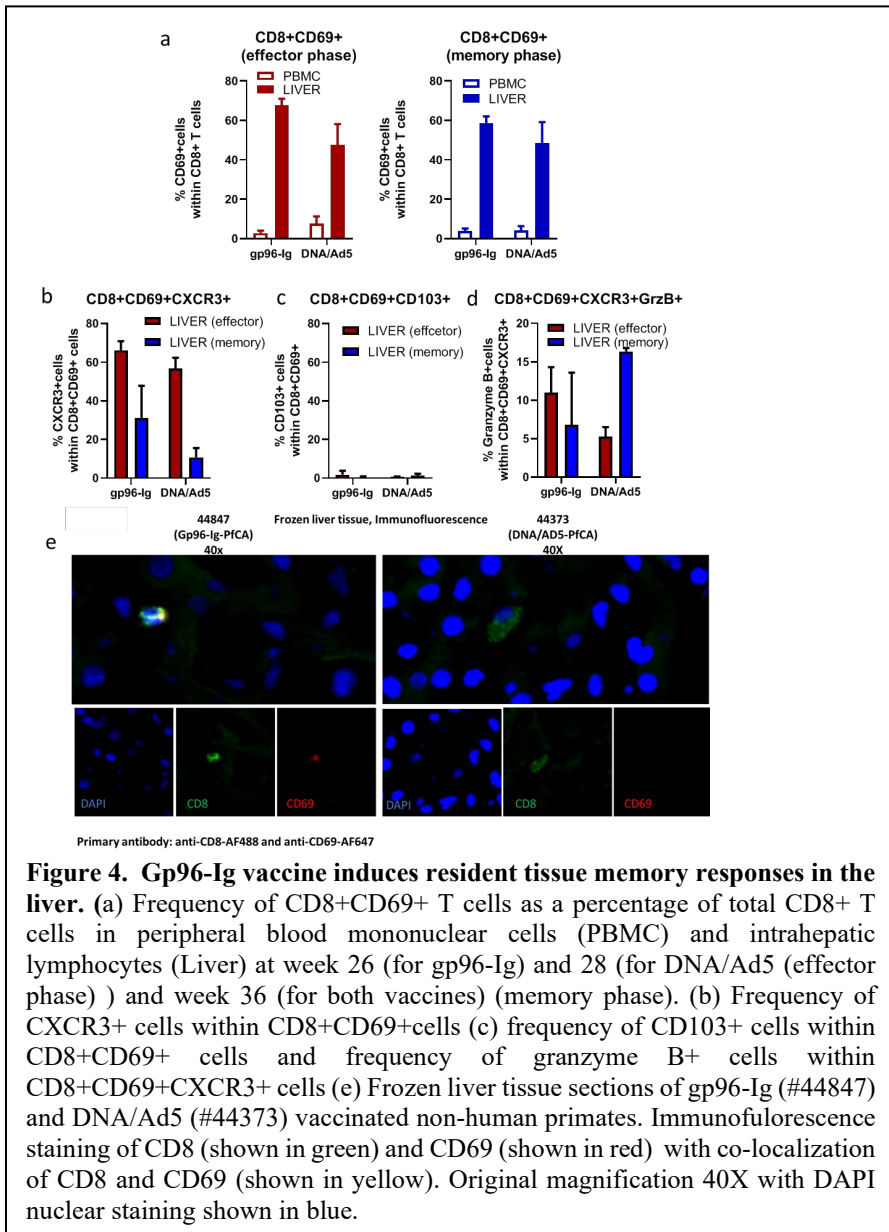 a
CD8+CD69+
(effector phase)
PBMC
LIVER
% CD69+cells
within CD8+ T cells
80
60
40
20
0
gp96-Ig
DNA/Ad5
CD8+CD69+
(memory phase)
PBMC
LIVER
% CD69+cells
within CD8+ T cells
80
60
40
20
0
gp96-Ig
DNA/Ad5
b
CD8+CD69+CXCR3+
LIVER (effector)
LIVER (memory)
% CXCR3+cells
within CD8+CD69+ cells
80
60
40
20
0
gp96-Ig
DNA/Ad5
c
CD8+CD69+CD103+
LIVER (effcetor)
LIVER (memory)
% CD103+ cells
within CD8+CD69+
80
60
40
20
0
gp96-Ig
DNA/Ad5
d
CD8+CD69+CXCR3+GrzB+
LIVER (effector)
LIVER (memory)
% Granzyme B+cells
within CD8+CD69+CXCR3+
20
15
10
5
0
gp96-Ig
DNA/Ad5
e
44847
(Gp96-Ig-PfCA)
40x
Frozen liver tissue, Immunofluorescence
44373
(DNA/AD5-PfCA)
40X
DAPI
CD8
CD69
DAPI
CD8
CD69
Primary antibody: anti-CD8-AF488 and anti-CD69-AF647
Figure 4. Gp96-Ig vaccine induces resident tissue memory responses in the
liver. (a) Frequency of CD8+CD69+ T cells as a percentage of total CD8+ T
cells in peripheral blood mononuclear cells (PBMC) and intrahepatic
lymphocytes (Liver) at week 26 (for gp96-Ig) and 28 (for DNA/Ad5 (effector
phase) ) and week 36 (for both vaccines) (memory phase). (b) Frequency of
CXCR3+ cells within CD8+CD69+cells (c) frequency of CD103+ cells within
CD8+CD69+ cells and frequency of granzyme B+ cells within
CD8+CD69+CXCR3+ cells (e) Frozen liver tissue sections of gp96-Ig (#44847)
and DNA/Ad5 (#44373) vaccinated non-human primates. Immunofulorescence
staining of CD8 (shown in green) and CD69 (shown in red) with co-localization
of CD8 and CD69 (shown in yellow). Original magnification 40X with DAPI
nuclear staining shown in blue.